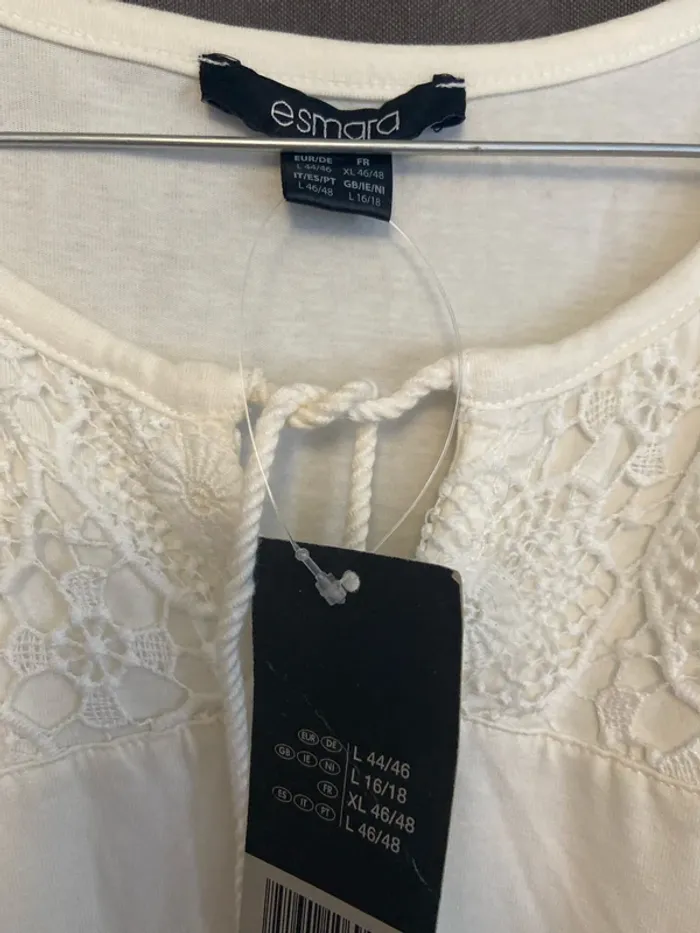 esmara
EUR/DE FR
L 44/46 XL 46/48
IT/ES/PT GB/IE/NI
L 46/48 L 16/18
EUR DE L 44/46
GB IE NI L 16/18
FR XL 46/48
ES IT PT L 46/48